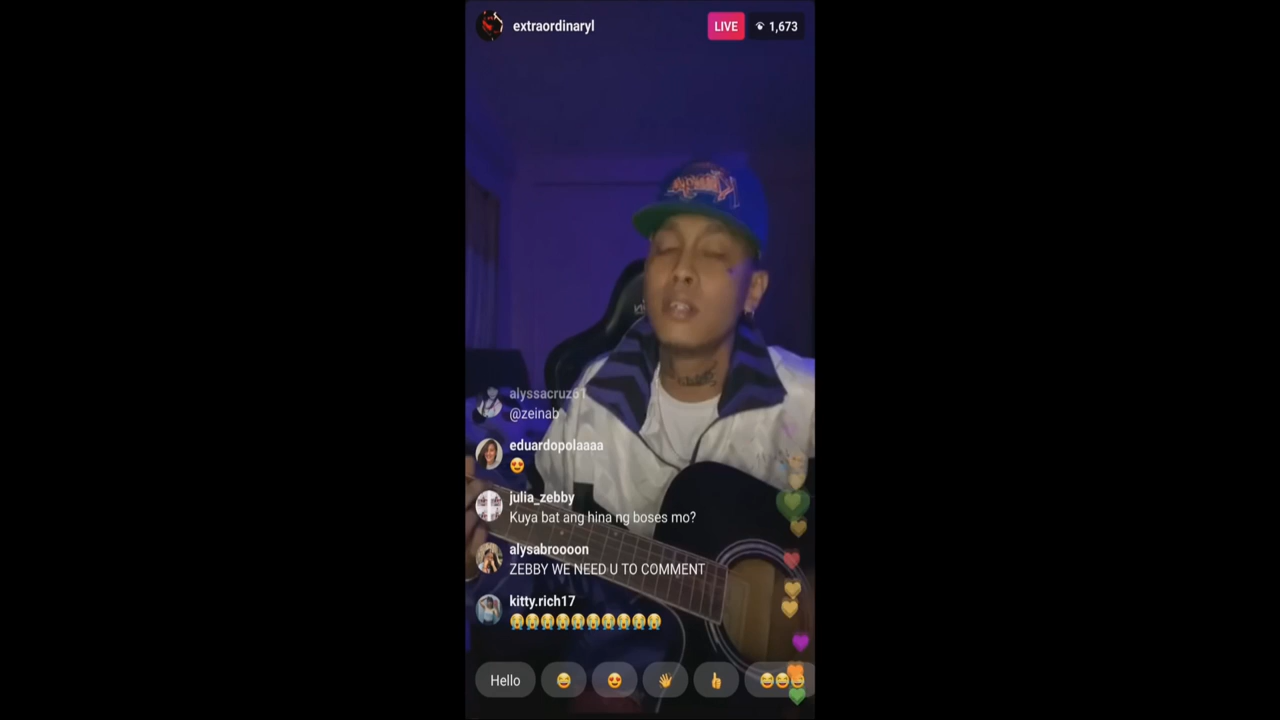 extraordinaryl
LIVE
1,673
alyssacruz61
@zeinab
eduardopolaaaa
julia_zebby
Kuya bat ang hina ng boses mo?
alysabroooon
ZEBBY WE NEED U TO COMMENT
kitty.rich17
Hello